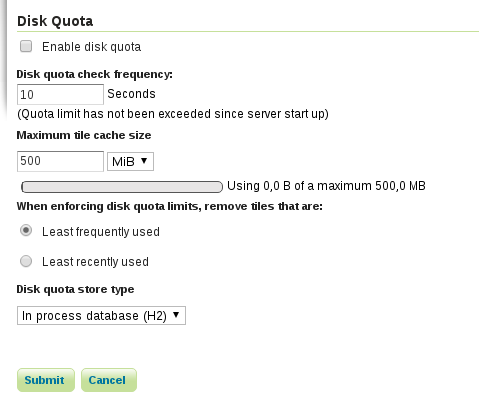 Disk Quota
Enable disk quota
Disk quota check frequency:
10 Seconds
(Quota limit has not been exceeded since server start up)
Maximum tile cache size
500 MiB
Using 0,0 B of a maximum 500,0 MB
When enforcing disk quota limits, remove tiles that are:
Least frequently used
Least recently used
Disk quota store type
In process database (H2)
Submit Cancel